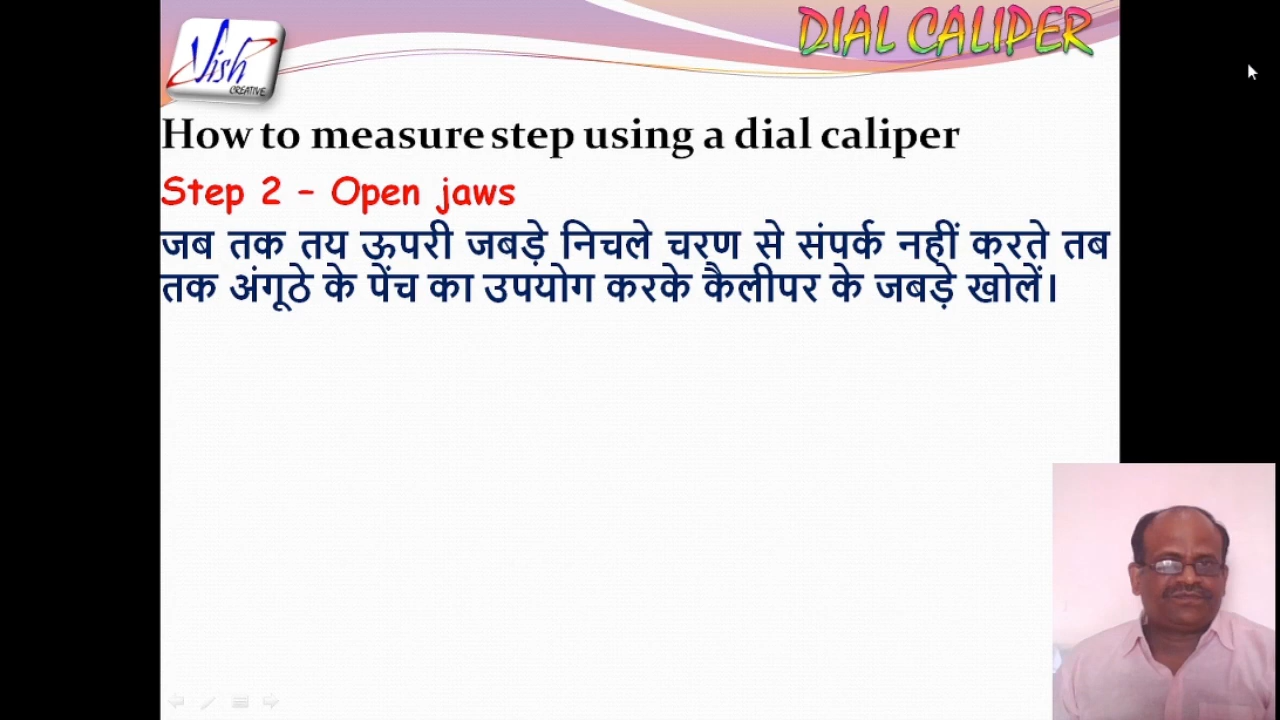 Vish
CREATIVE
DIAL CALIPER
How to measure step using a dial caliper
Step 2 – Open jaws
जब तक तय ऊपरी जबड़े निचले चरण से संपर्क नहीं करते तब
तक अंगूठे के पेंच का उपयोग करके कैलीपर के जबड़े खोलें।